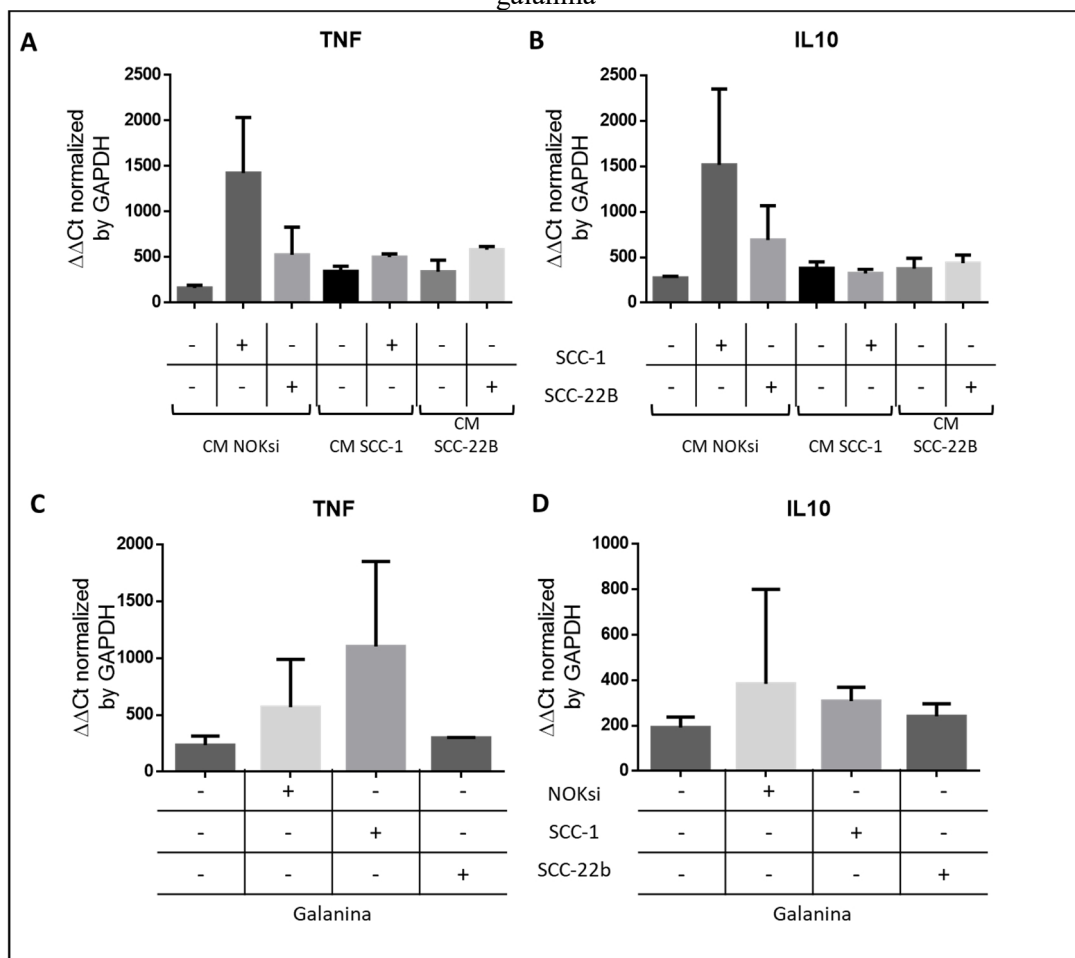 galanina
A
TNF
B
IL10
ΔΔCt normalized
by GAPDH
2500
2000
1500
1000
500
0
ΔΔCt normalized
by GAPDH
2500
2000
1500
1000
500
0
- + - - + - - SCC-1 - + - - + - -
- - + - - - + SCC-22B - - + - - - +
CM NOKsi CM SCC-1 CM
SCC-22B
CM NOKsi CM SCC-1 CM
SCC-22B
C
TNF
D
IL10
ΔΔCt normalized
by GAPDH
2000
1500
1000
500
0
ΔΔCt normalized
by GAPDH
1000
800
600
400
200
0
- + - - NOKsi - + - -
- - + - SCC-1 - - + -
- - - + SCC-22b - - - +
Galanina
Galanina